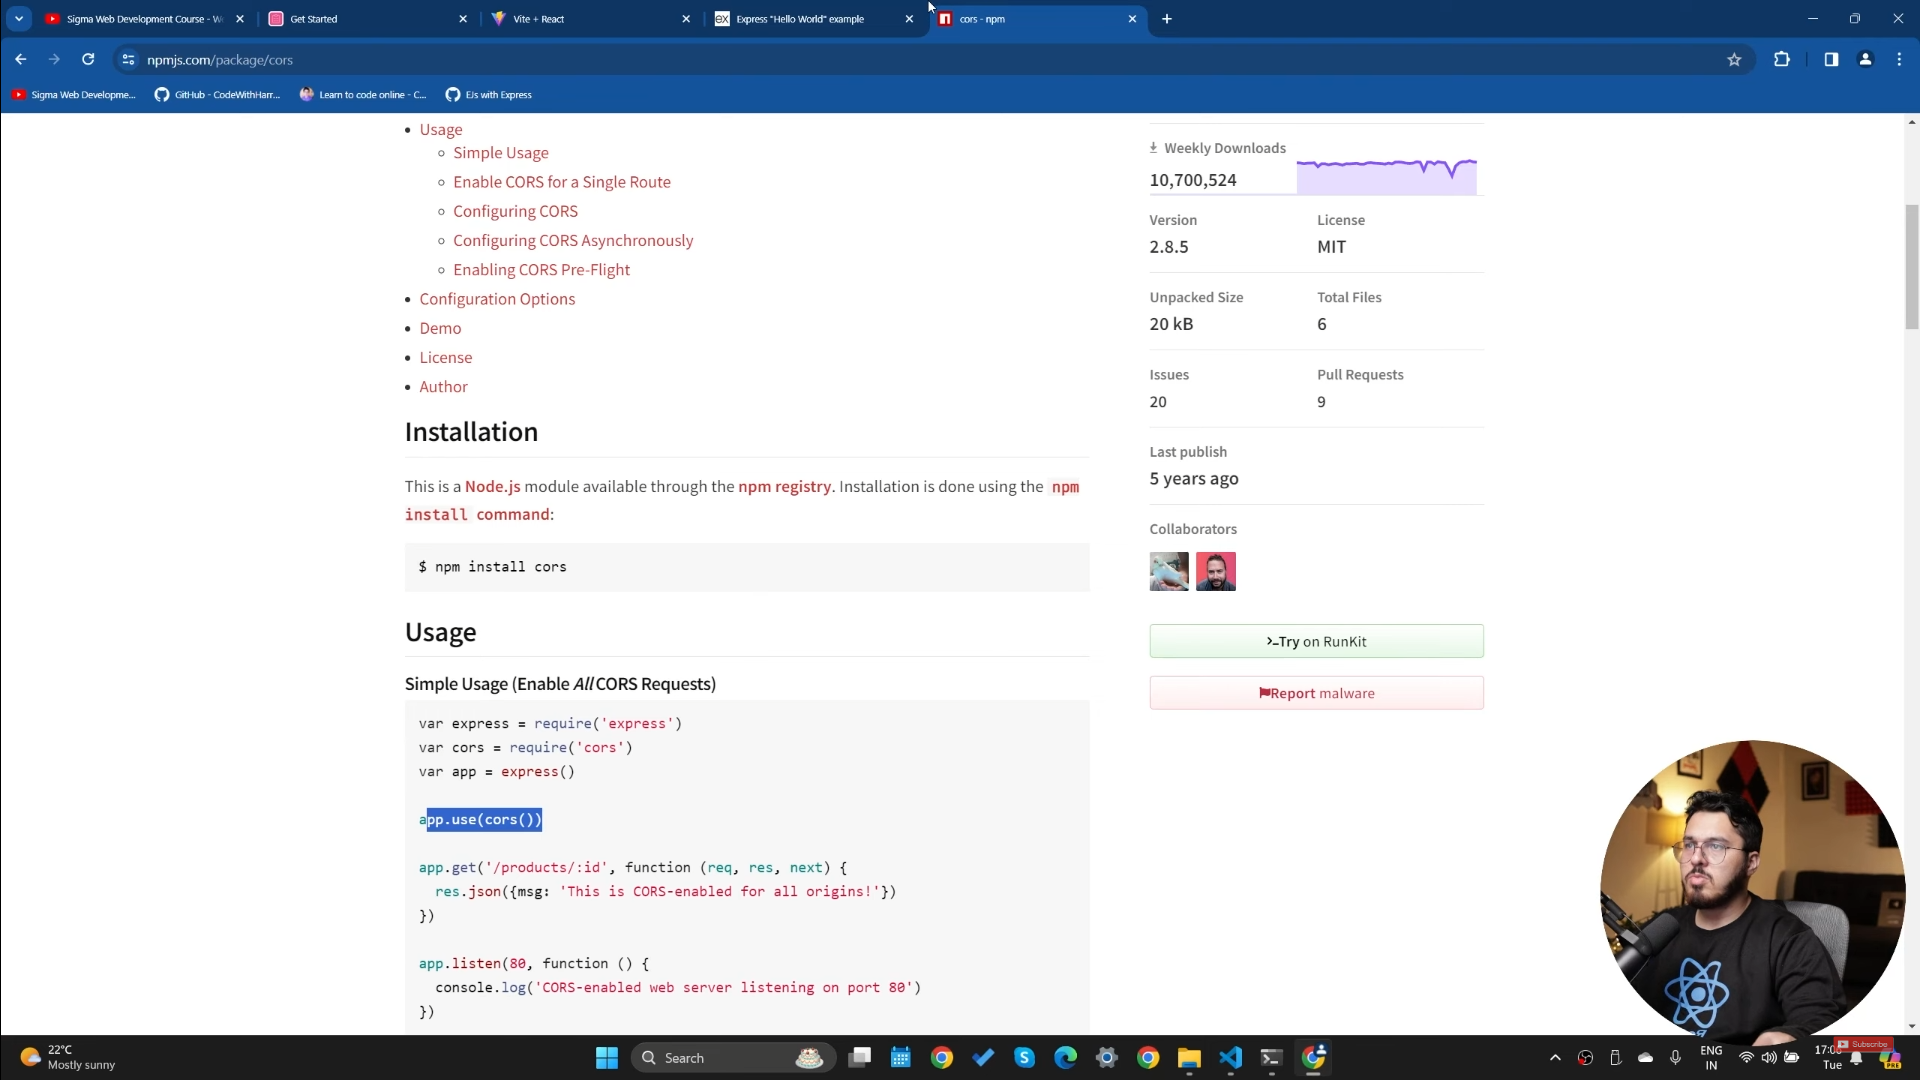 Sigma Web Development Course - W
Get Started
Vite + React
Express "Hello World" example
cors - npm
npmjs.com/package/cors
Sigma Web Developme...
GitHub - CodeWithHarr...
Learn to code online - C...
EJs with Express
Usage
Simple Usage
Enable CORS for a Single Route
Configuring CORS
Configuring CORS Asynchronously
Enabling CORS Pre-Flight
Configuration Options
Demo
License
Author
Installation
This is a Node.js module available through the npm registry. Installation is done using the npm
install command:
$ npm install cors
Usage
Simple Usage (Enable All CORS Requests)
var express = require('express')
var cors = require('cors')
var app = express()
app.use(cors())
app.get('/products/:id', function (req, res, next) {
res.json({msg: 'This is CORS-enabled for all origins!'})
})
app.listen(80, function () {
console.log('CORS-enabled web server listening on port 80')
})
Weekly Downloads
10,700,524
Version
License
2.8.5
MIT
Unpacked Size
Total Files
20 kB
6
Issues
Pull Requests
20
9
Last publish
5 years ago
Collaborators
>-Try on RunKit
Report malware
22°C
Mostly sunny
Search
ENG
IN
Tue
Subscribe
PRE